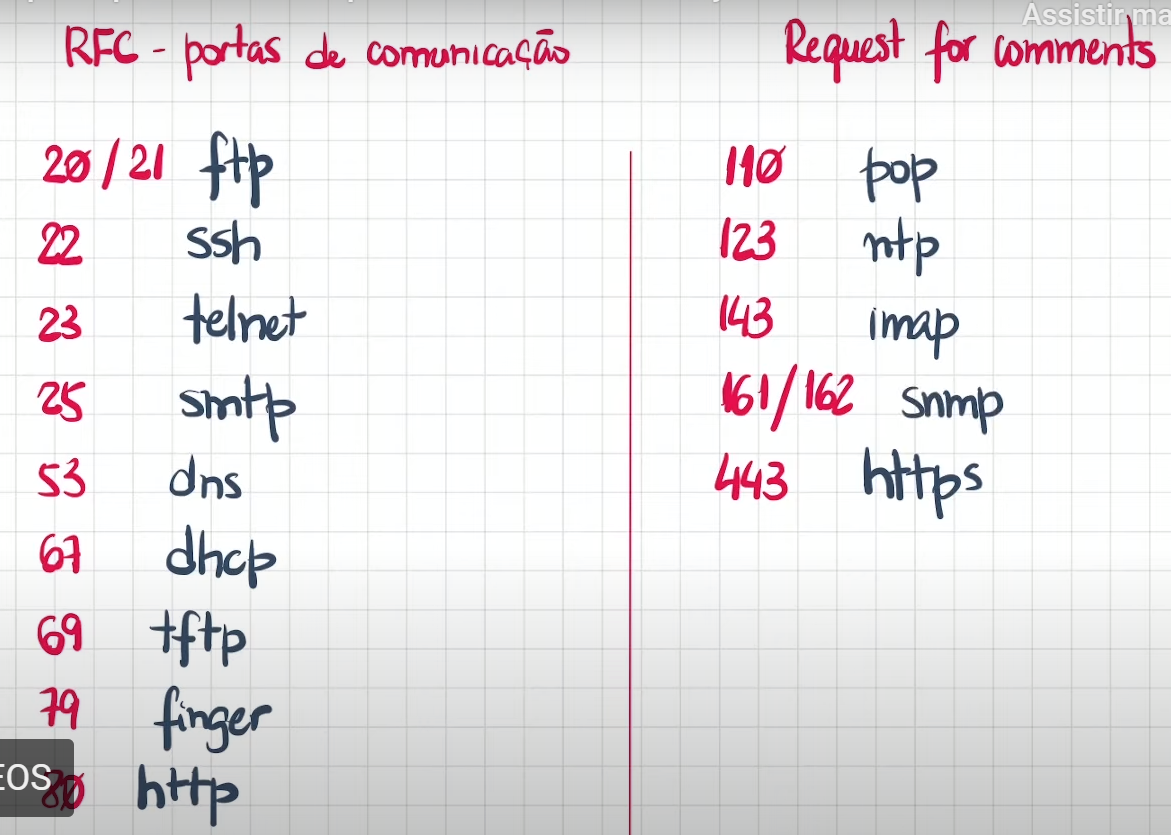 Assistir ma
RFC - portas de comunicação
Request for comments
20/21 ftp
22 ssh
23 telnet
25 smtp
53 dns
67 dhcp
69 tftp
79 finger
80 http
EOS
110 pop
123 ntp
143 imap
161/162 snmp
443 https